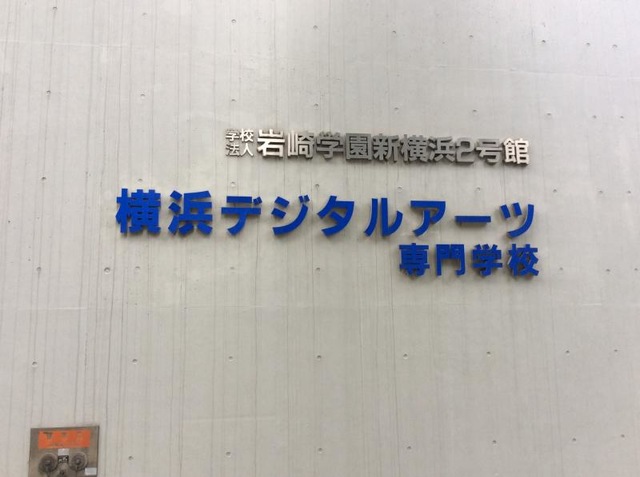 学校法人 岩崎学園新横浜2号館
横浜デジタルアーツ
専門学校